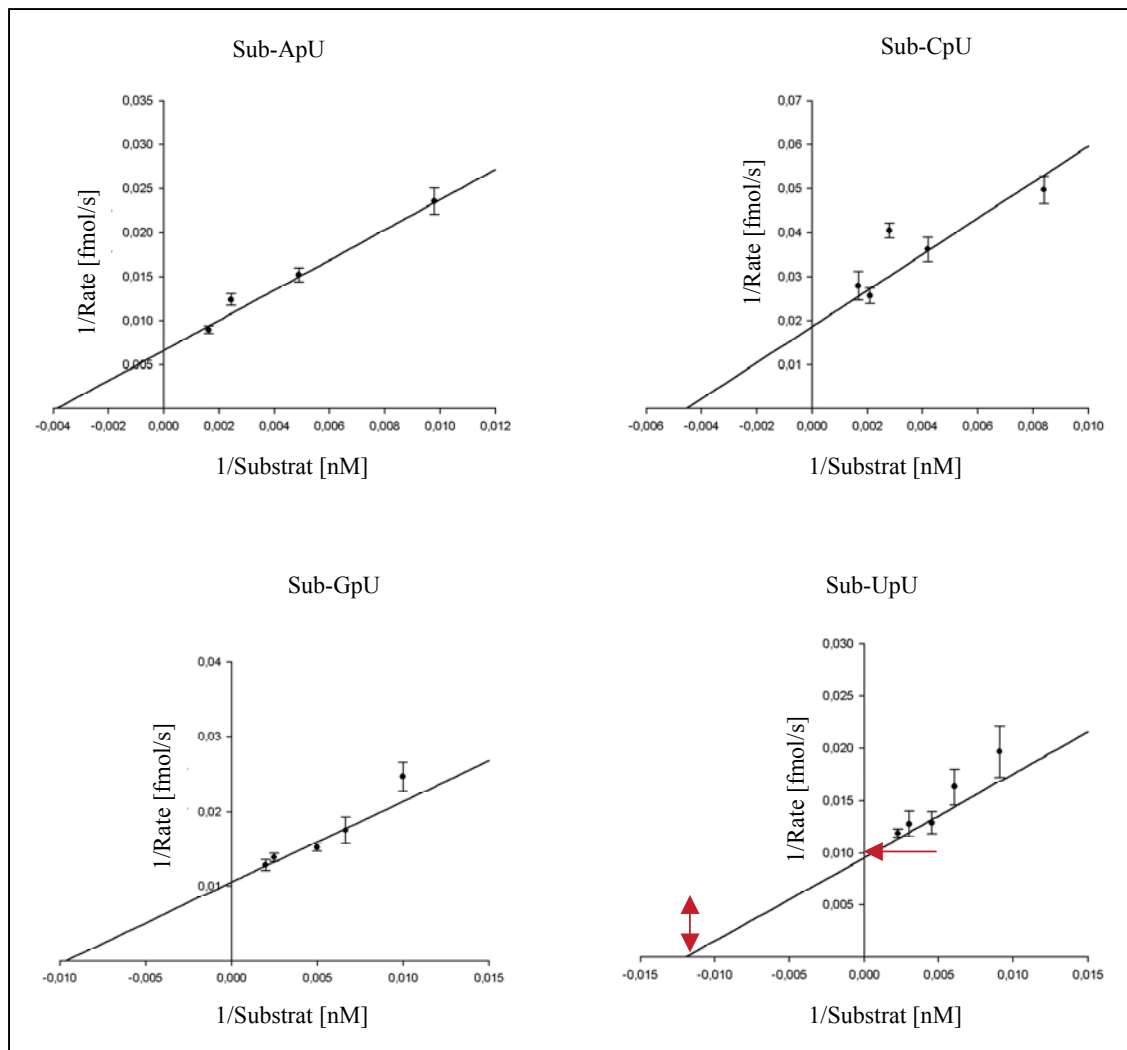 Sub-ApU
0,035
0,030
0,025
0,020
0,015
0,010
0,005
1/Rate [fmol/s]
-0,004 -0,002 0,000 0,002 0,004 0,006 0,008 0,010 0,012
1/Substrat [nM]
Sub-CpU
0,07
0,06
0,05
0,04
0,03
0,02
0,01
1/Rate [fmol/s]
-0,006 -0,004 -0,002 0,000 0,002 0,004 0,006 0,008 0,010
1/Substrat [nM]
Sub-GpU
0,04
0,03
0,02
0,01
1/Rate [fmol/s]
-0,010 -0,005 0,000 0,005 0,010 0,015
1/Substrat [nM]
Sub-UpU
0,030
0,025
0,020
0,015
0,010
0,005
1/Rate [fmol/s]
-0,015 -0,010 -0,005 0,000 0,005 0,010 0,015
1/Substrat [nM]